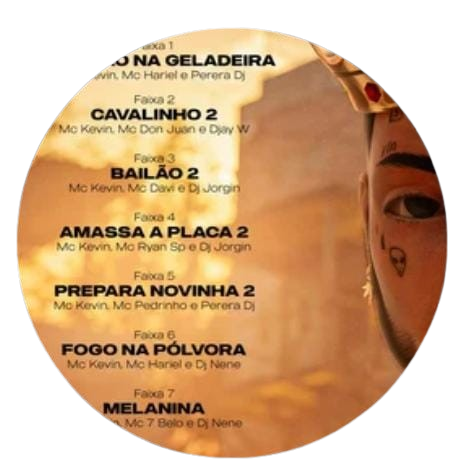 Faixa 1
NA GELADEIRA
Mc Hariel e Perera Dj
Faixa 2
CAVALINHO 2
Mc Kevin, Mc Don Juan e Djay W
Faixa 3
BAILÃO 2
Mc Kevin, Mc Davi e Dj Jorgin
Faixa 4
AMASSA A PLACA 2
Mc Kevin, Mc Ryan Sp e Dj Jorgin
Faixa 5
PREPARA NOVINHA 2
Mc Kevin, Mc Pedrinho e Perera Dj
Faixa 6
FOGO NA PÓLVORA
Mc Kevin, Mc Hariel e Dj Nene
Faixa 7
MELANINA
Mc 7 Belo e Dj Nene